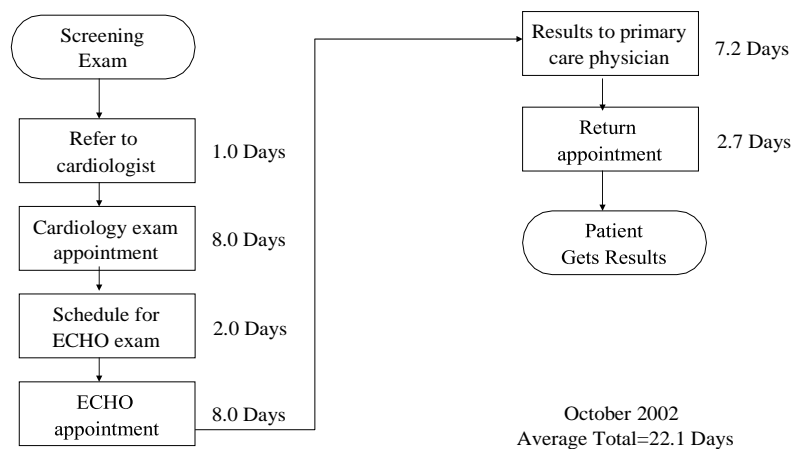 Screening
Exam
Refer to
cardiologist
1.0 Days
Cardiology exam
appointment
8.0 Days
Schedule for
ECHO exam
2.0 Days
ECHO
appointment
8.0 Days
Results to primary
care physician
7.2 Days
Return
appointment
2.7 Days
Patient
Gets Results
October 2002
Average Total=22.1 Days